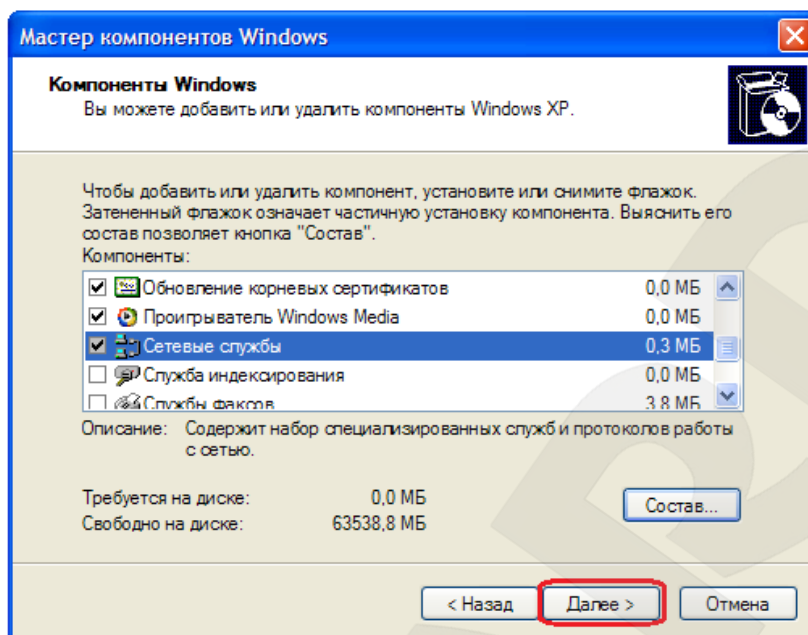 Мастер компонентов Windows
Компоненты Windows
Вы можете добавить или удалить компоненты Windows XP.
Чтобы добавить или удалить компонент, установите или снимите флажок.
Затененный флажок означает частичную установку компонента. Выяснить его
состав позволяет кнопка "Состав".
Компоненты:
Обновление корневых сертификатов 0,0 МБ
Проигрыватель Windows Media 0,0 МБ
Сетевые службы 0,3 МБ
Служба индексирования 0,0 МБ
Службы факсов 3,8 МБ
Описание: Содержит набор специализированных служб и протоколов работы
с сетью.
Требуется на диске: 0,0 МБ
Состав...
Свободно на диске: 63538,8 МБ
< Назад Далее > Отмена